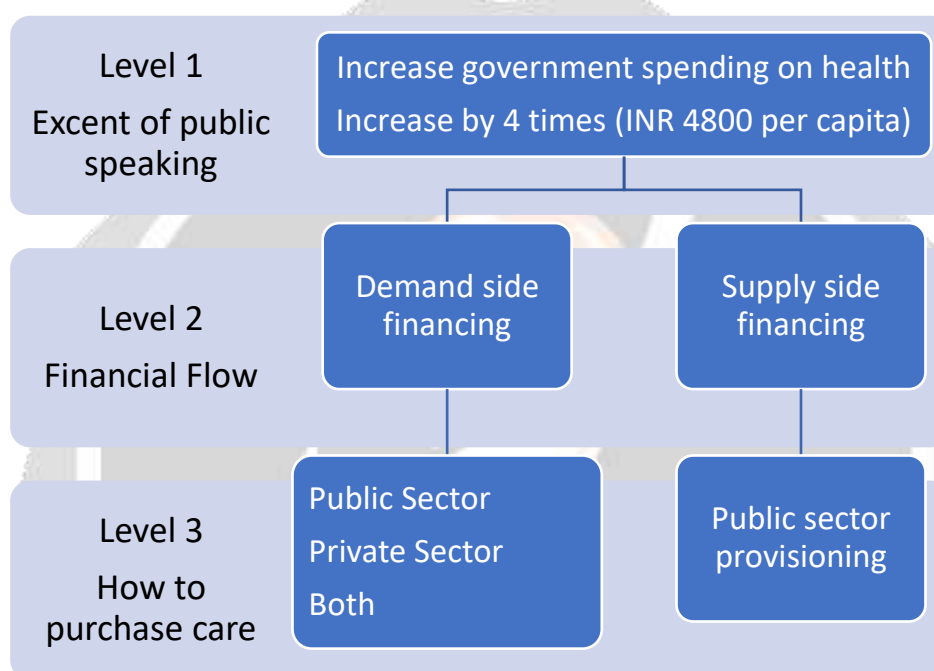 Level 1
Excent of public
speaking
Increase government spending on health
Increase by 4 times (INR 4800 per capita)
Level 2
Financial Flow
Demand side
financing
Supply side
financing
Level 3
How to
purchase care
Public Sector
Private Sector
Both
Public sector
provisioning